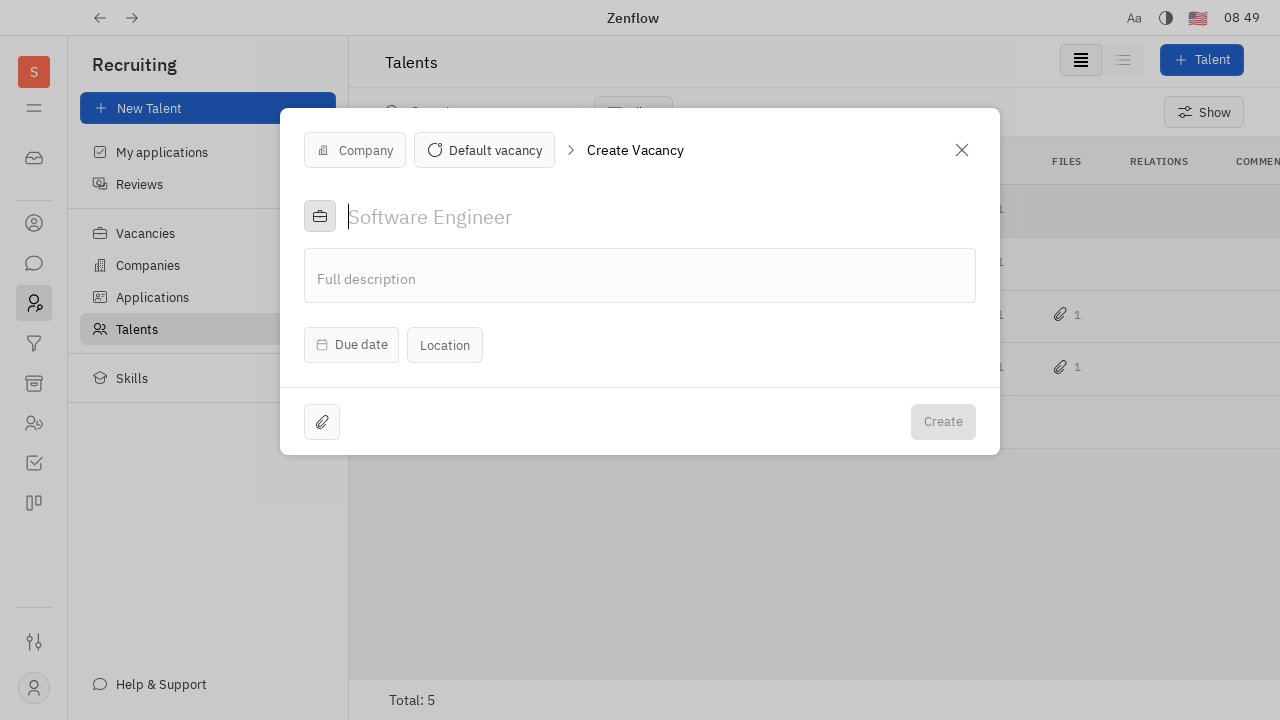 Zenflow
Aa
08 49
S
Recruiting
New Talent
My applications
Reviews
Vacancies
Companies
Applications
Talents
Skills
Help & Support
Talents
Talent
Show
FILES RELATIONS COMMEN
Company
Default vacancy
Create Vacancy
Software Engineer
Full description
Due date
Location
Create
1
1
1
1
1
1
Total: 5